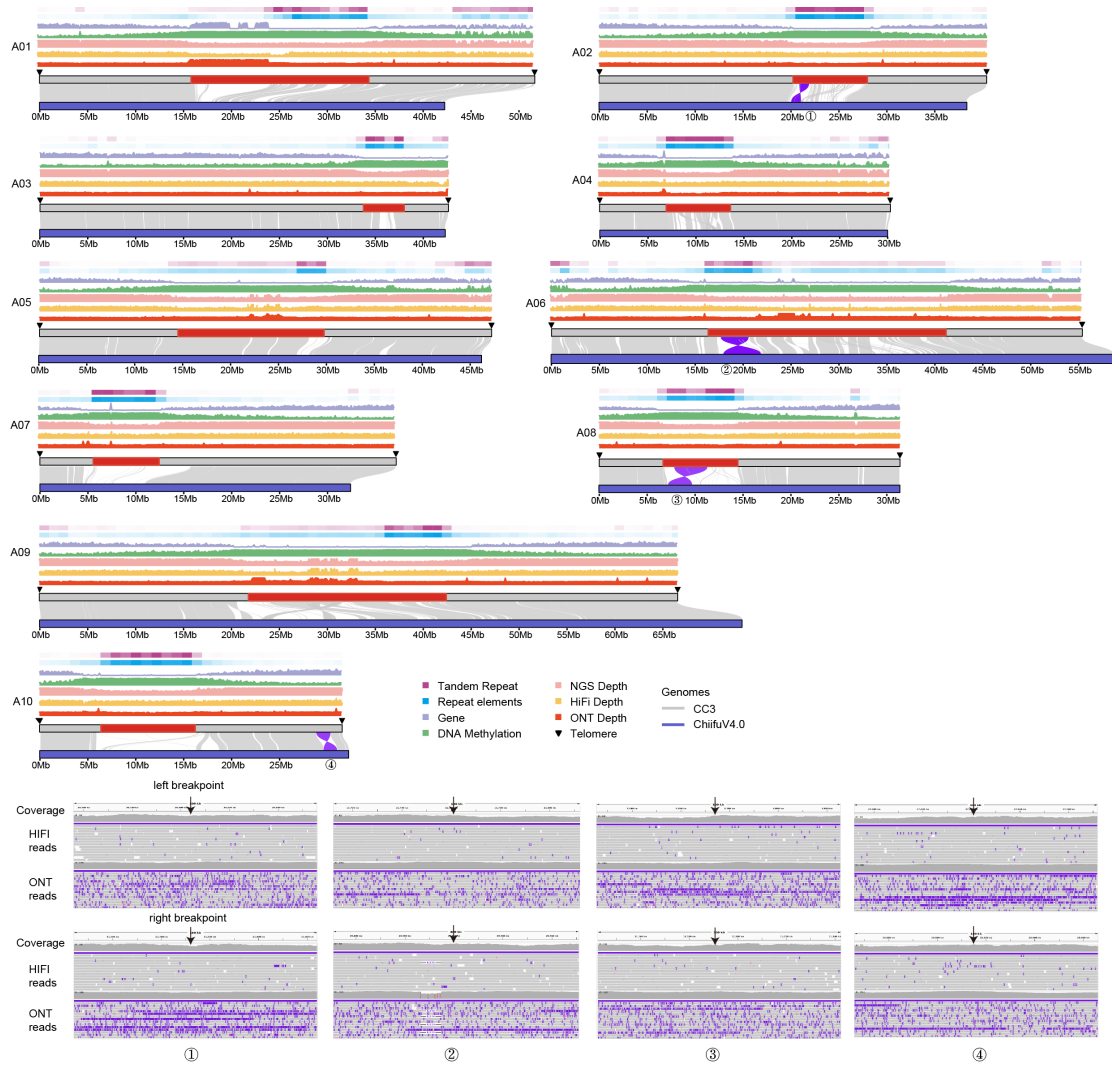 A01
0Mb 5Mb 10Mb 15Mb 20Mb 25Mb 30Mb 35Mb 40Mb 45Mb 50Mb
A02
0Mb 5Mb 10Mb 15Mb 20Mb 25Mb 30Mb 35Mb
①
A03
0Mb 5Mb 10Mb 15Mb 20Mb 25Mb 30Mb 35Mb 40Mb
A04
0Mb 5Mb 10Mb 15Mb 20Mb 25Mb 30Mb
A05
0Mb 5Mb 10Mb 15Mb 20Mb 25Mb 30Mb 35Mb 40Mb 45Mb
A06
0Mb 5Mb 10Mb 15Mb 20Mb 25Mb 30Mb 35Mb 40Mb 45Mb 50Mb 55Mb
②
A07
0Mb 5Mb 10Mb 15Mb 20Mb 25Mb 30Mb
A08
0Mb 5Mb 10Mb 15Mb 20Mb 25Mb 30Mb
③
A09
0Mb 5Mb 10Mb 15Mb 20Mb 25Mb 30Mb 35Mb 40Mb 45Mb 50Mb 55Mb 60Mb 65Mb
A10
0Mb 5Mb 10Mb 15Mb 20Mb 25Mb 30Mb
④
Tandem Repeat
Repeat elements
Gene
DNA Methylation
NGS Depth
HiFi Depth
ONT Depth
Telomere
Genomes
CC3
ChiifuV4.0
left breakpoint
Coverage
HIFI
reads
ONT
reads
right breakpoint
Coverage
HIFI
reads
ONT
reads
① ② ③ ④